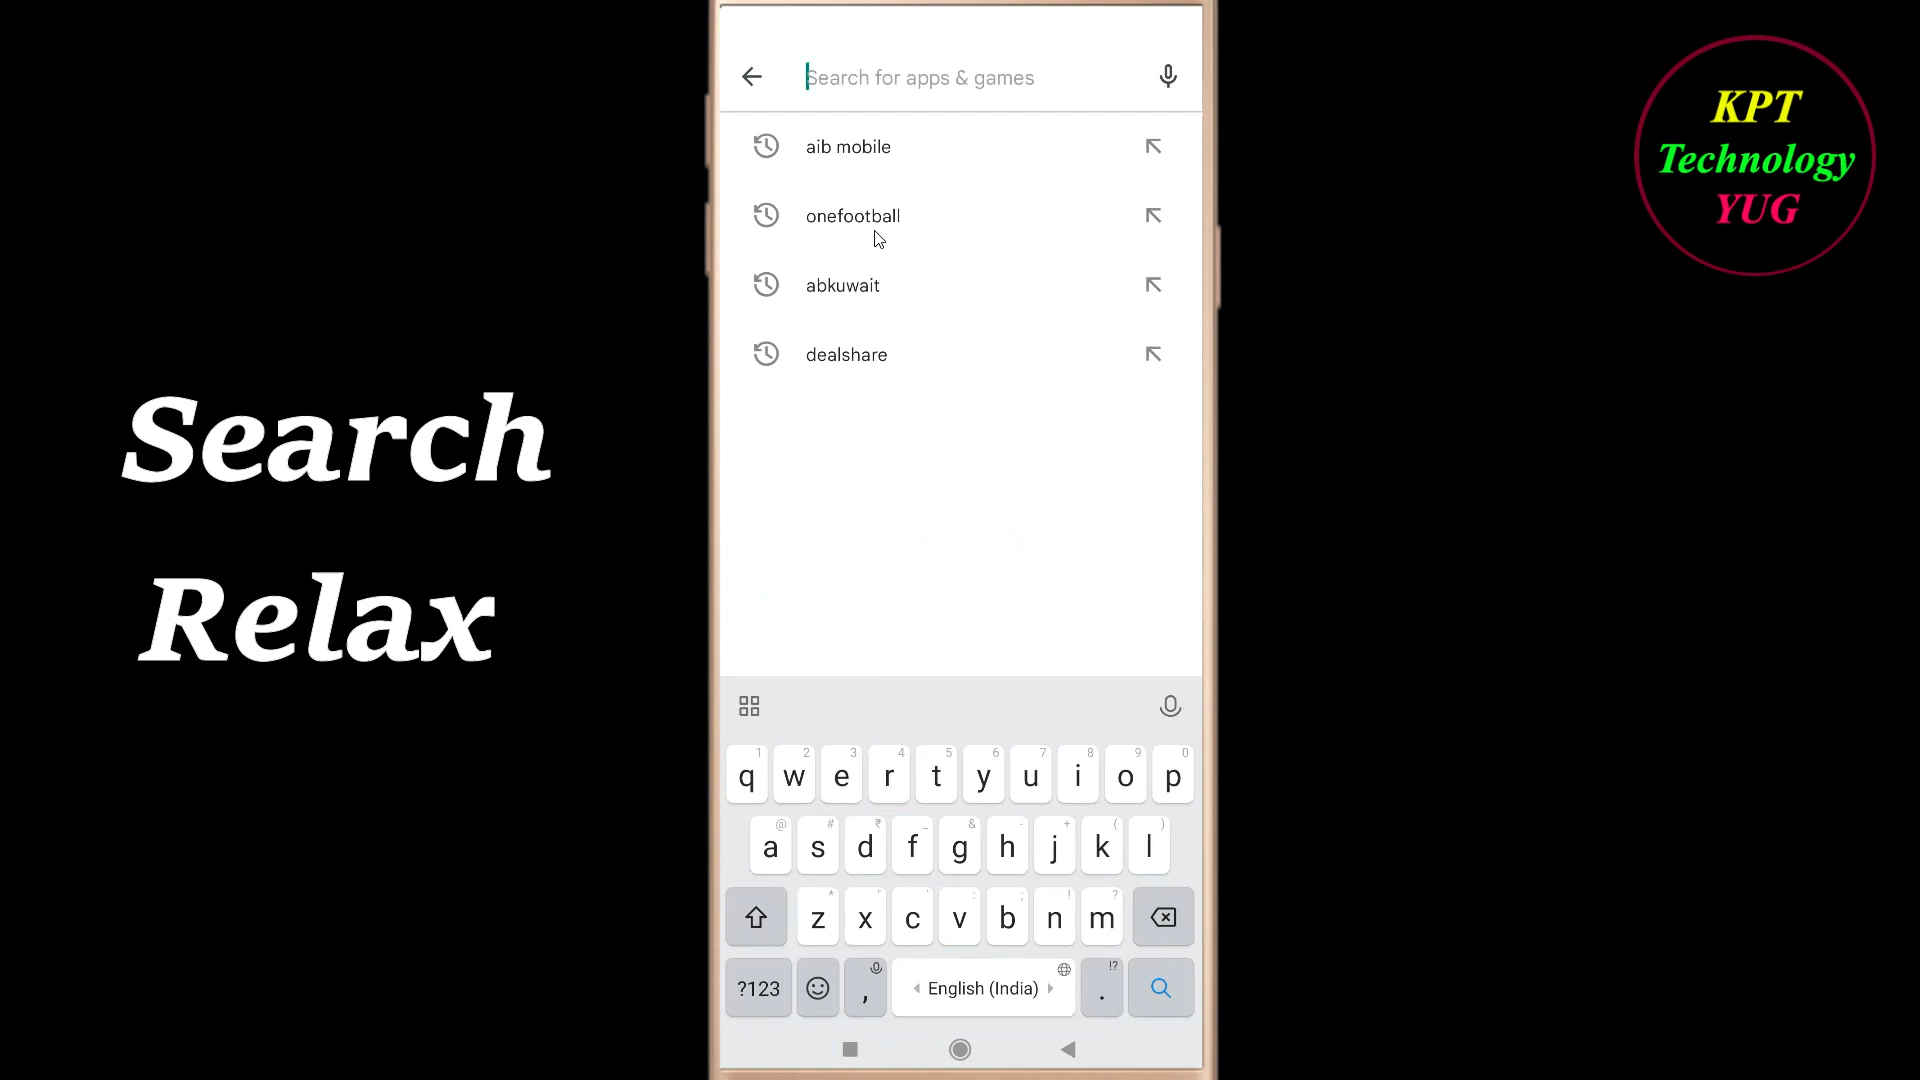 Search for apps & games
aib mobile
onefootball
abkuwait
dealshare
Search
Relax
KPT
Technology
YUG
1 2 3 4 5 6 7 8 9 0
q w e r t y u i o p
@ # ₹ _ & - + ( )
a s d f g h j k l
* " ' : ; ! ?
z x c v b n m
!?
?123 , English (India) .